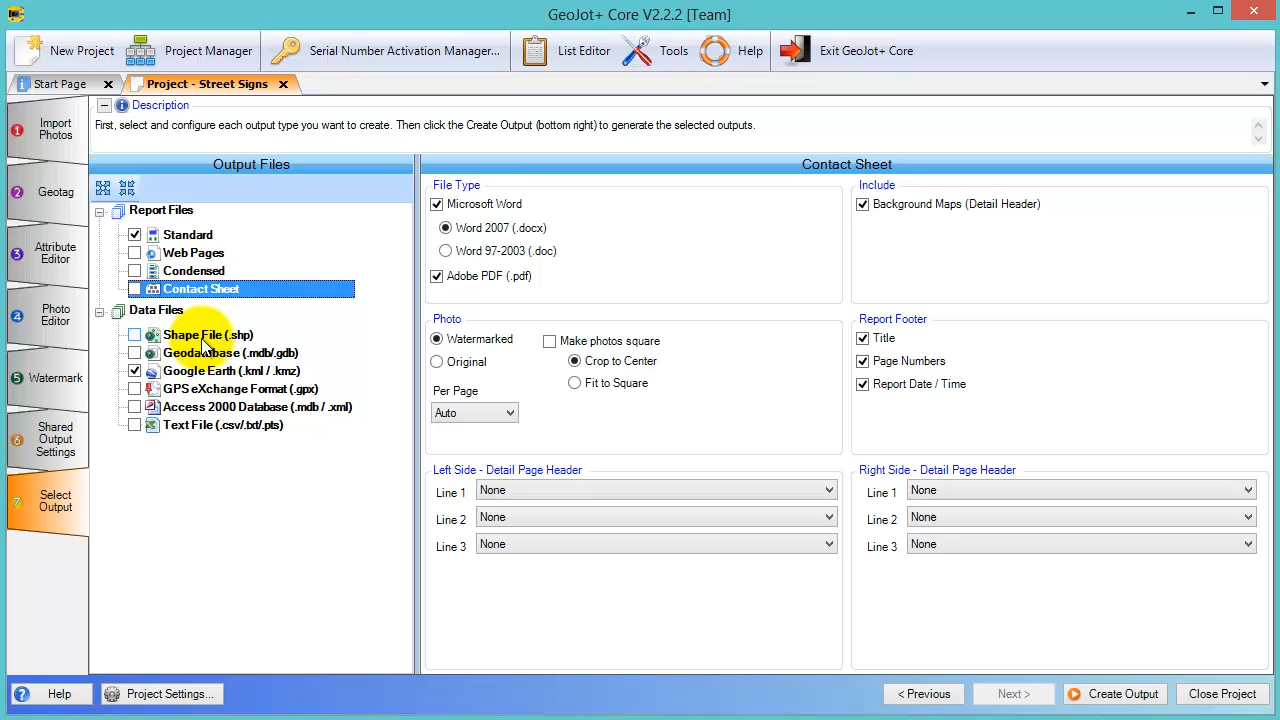 GeoJot+ Core V2.2.2 [Team]
New Project
Project Manager
Serial Number Activation Manager...
List Editor
Tools
Help
Exit GeoJot+ Core
Start Page
Project - Street Signs
Description
First, select and configure each output type you want to create. Then click the Create Output (bottom right) to generate the selected outputs.
1 Import Photos
2 Geotag
3 Attribute Editor
4 Photo Editor
5 Watermark
6 Shared Output Settings
7 Select Output
Output Files
Report Files
Standard
Web Pages
Condensed
Contact Sheet
Data Files
Shape File (.shp)
Geodatabase (.mdb/.gdb)
Google Earth (.kml / .kmz)
GPS eXchange Format (.gpx)
Access 2000 Database (.mdb / .xml)
Text File (.csv/.txt/.pts)
Contact Sheet
File Type
Microsoft Word
Word 2007 (.docx)
Word 97-2003 (.doc)
Adobe PDF (.pdf)
Include
Background Maps (Detail Header)
Photo
Watermarked
Original
Make photos square
Crop to Center
Fit to Square
Per Page
Auto
Report Footer
Title
Page Numbers
Report Date / Time
Left Side - Detail Page Header
Line 1 None
Line 2 None
Line 3 None
Right Side - Detail Page Header
Line 1 None
Line 2 None
Line 3 None
Help
Project Settings...
< Previous
Next >
Create Output
Close Project